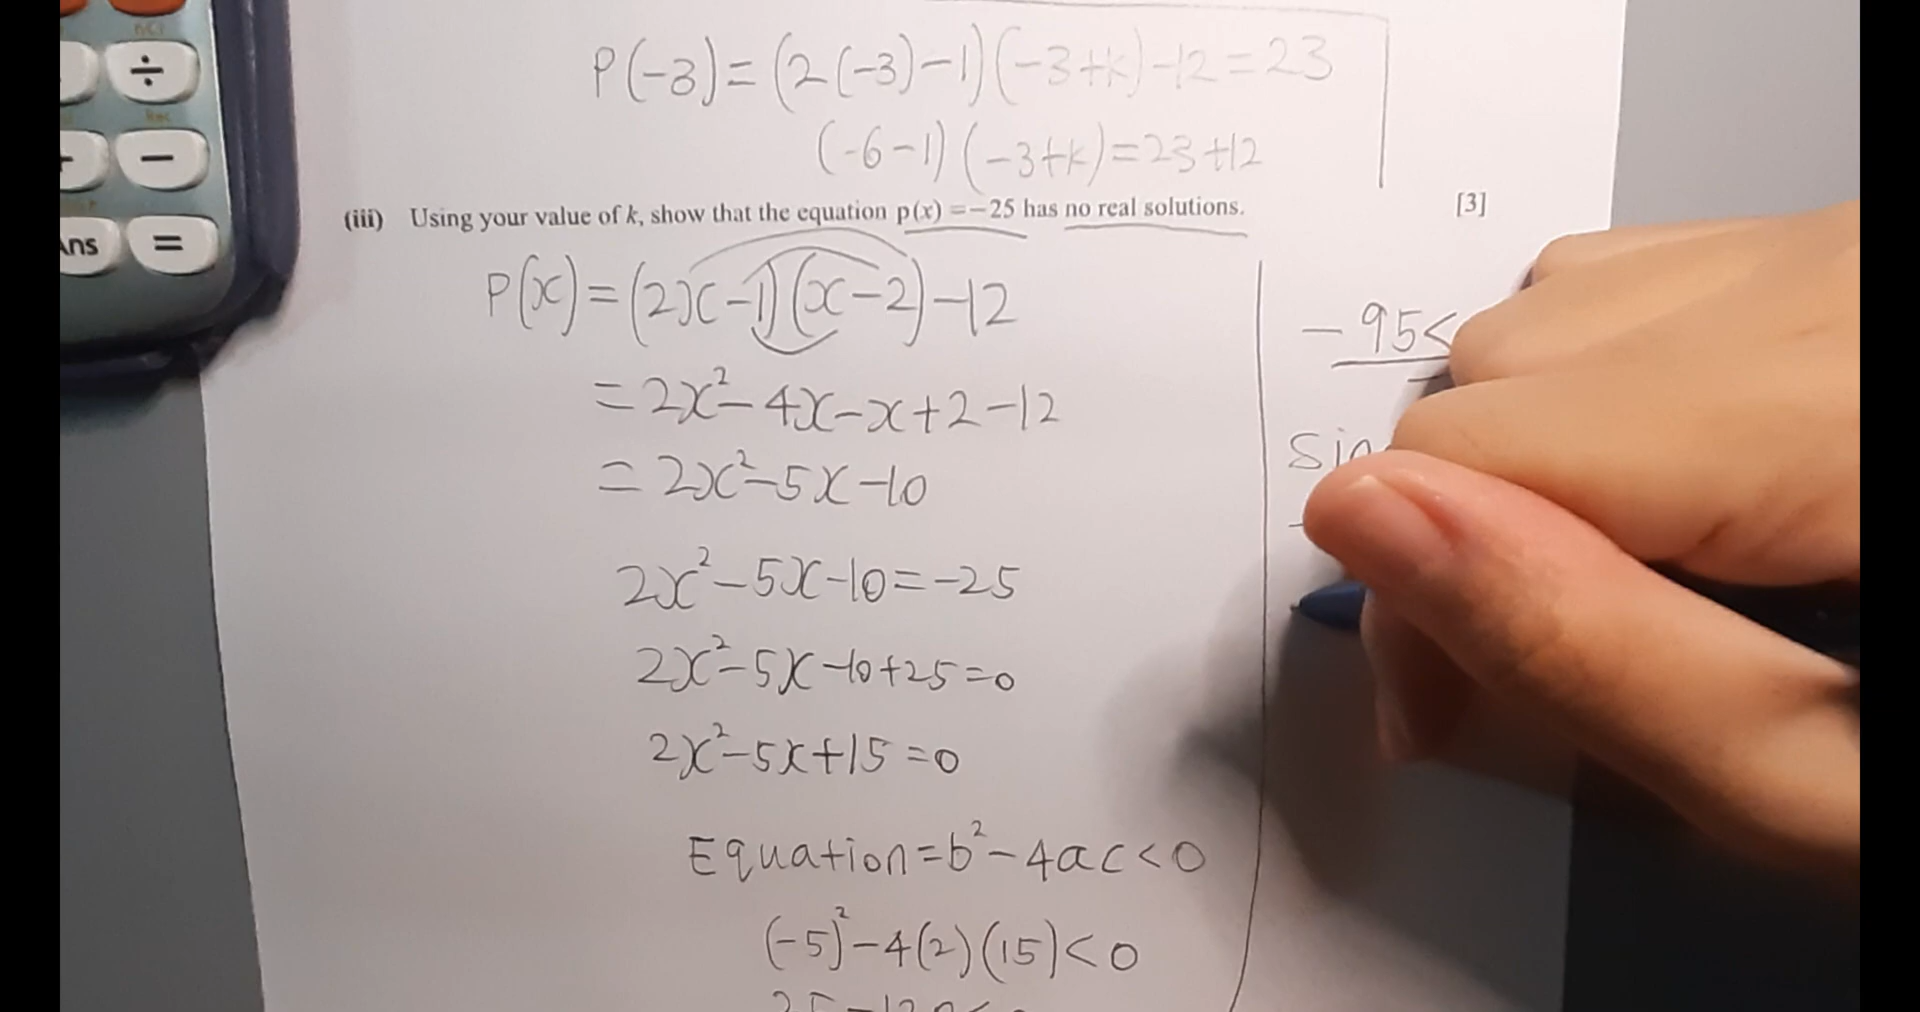 ÷
P(-3)=(2(-3)-1)(-3+k)-12=23
−
(-6-1)(-3+k)=23+12
(iii) Using your value of k, show that the equation p(x) =-25 has no real solutions. [3]
Ans =
P(x)=(2x-1)(x-2)-12
-95<
=2x²-4x-x+2-12
=2x²-5x-10
2x²-5x-10=-25
2x²-5x-10+25=0
2x²-5x+15=0
Equation=b²-4ac<0
(-5)²-4(2)(15)<0